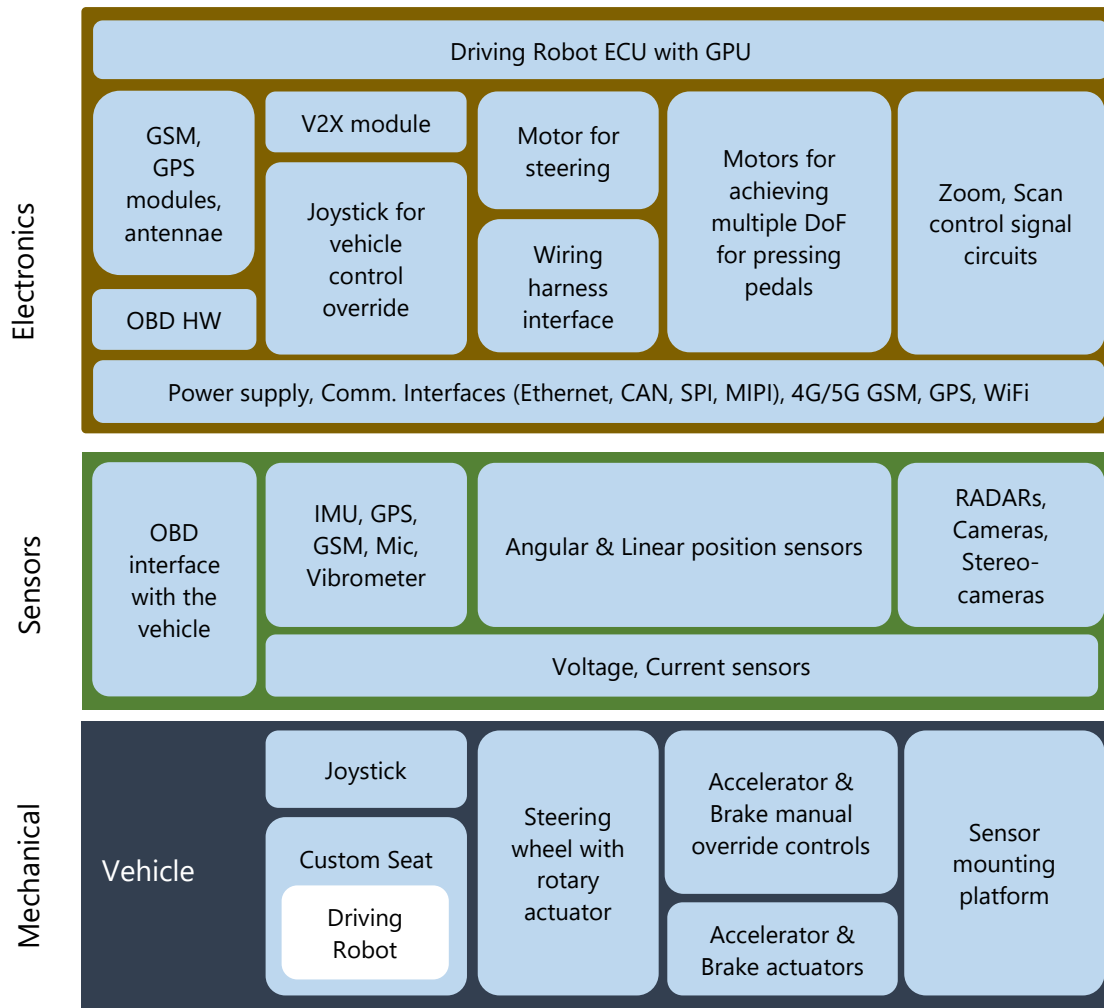 Electronics
Driving Robot ECU with GPU
GSM,
GPS
modules,
antennae
OBD HW
V2X module
Joystick for
vehicle
control
override
Motor for
steering
Wiring
harness
interface
Motors for
achieving
multiple DoF
for pressing
pedals
Zoom, Scan
control signal
circuits
Power supply, Comm. Interfaces (Ethernet, CAN, SPI, MIPI), 4G/5G GSM, GPS, WiFi
Sensors
OBD
interface
with the
vehicle
IMU, GPS,
GSM, Mic,
Vibrometer
Angular & Linear position sensors
RADARs,
Cameras,
Stereo-
cameras
Voltage, Current sensors
Mechanical
Vehicle
Joystick
Custom Seat
Driving
Robot
Steering
wheel with
rotary
actuator
Accelerator &
Brake manual
override controls
Accelerator &
Brake actuators
Sensor
mounting
platform